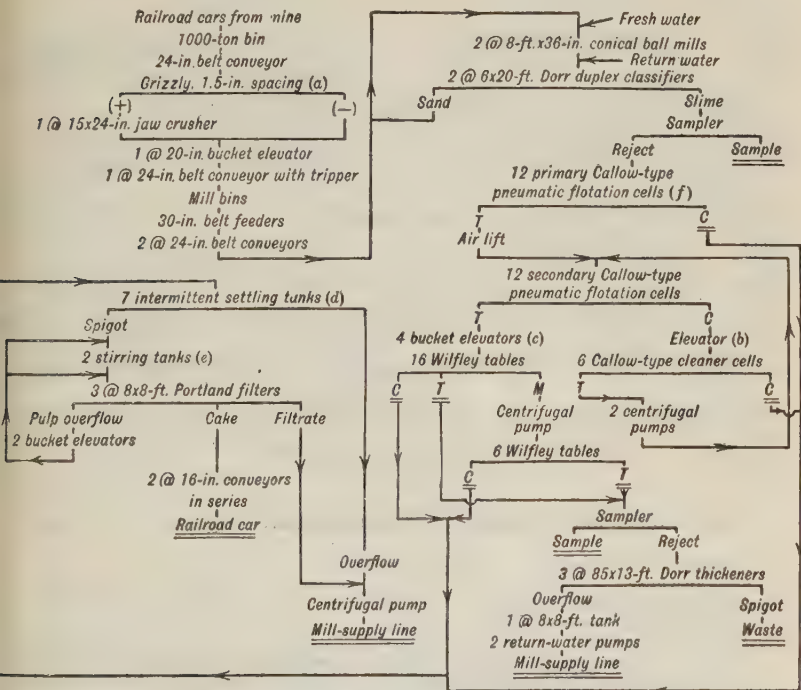 Railroad cars from nine
1000-ton bin
24-in. belt conveyor
Grizzly, 1.5-in. spacing (a)
(+)
(−)
1 @ 15x24-in. jaw crusher
1 @ 20-in. bucket elevator
1 @ 24-in. belt conveyor with tripper
Mill bins
30-in. belt feeders
2 @ 24-in. belt conveyors
Fresh water
2 @ 8-ft. x36-in. conical ball mills
Return water
2 @ 6x20-ft. Dorr duplex classifiers
Sand
Slime
Sampler
Reject
Sample
12 primary Callow-type
pneumatic flotation cells (f)
T
C
Air lift
12 secondary Callow-type
pneumatic flotation cells
T
C
4 bucket elevators (c)
Elevator (b)
16 Wilfley tables
6 Callow-type cleaner cells
C
T
M
T
C
Centrifugal
pump
2 centrifugal
pumps
6 Wilfley tables
C
T
Sampler
Sample
Reject
3 @ 85x13-ft. Dorr thickeners
Overflow
Spigot
1 @ 8x8-ft. tank
Waste
2 return-water pumps
Mill-supply line
7 intermittent settling tanks (d)
Spigot
2 stirring tanks (e)
3 @ 8x8-ft. Portland filters
Pulp overflow
Cake
Filtrate
2 bucket elevators
2 @ 16-in. conveyors
in series
Railroad car
Overflow
Centrifugal pump
Mill-supply line